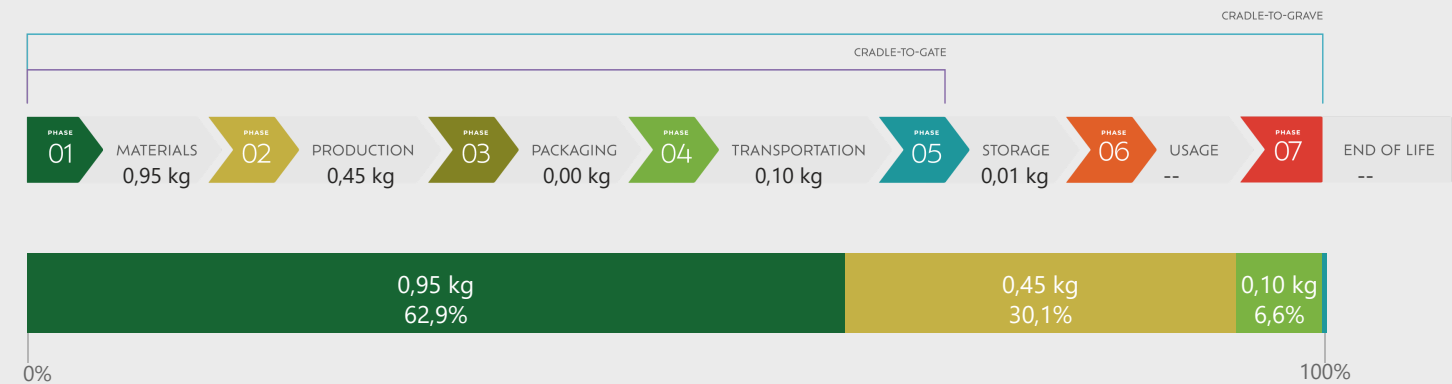 CRADLE-TO-GRAVE
CRADLE-TO-GATE
PHASE
01
MATERIALS
0,95 kg
PHASE
02
PRODUCTION
0,45 kg
PHASE
03
PACKAGING
0,00 kg
PHASE
04
TRANSPORTATION
0,10 kg
PHASE
05
STORAGE
0,01 kg
PHASE
06
USAGE
--
PHASE
07
END OF LIFE
--
0,95 kg
62,9%
0,45 kg
30,1%
0,10 kg
6,6%
0%
100%